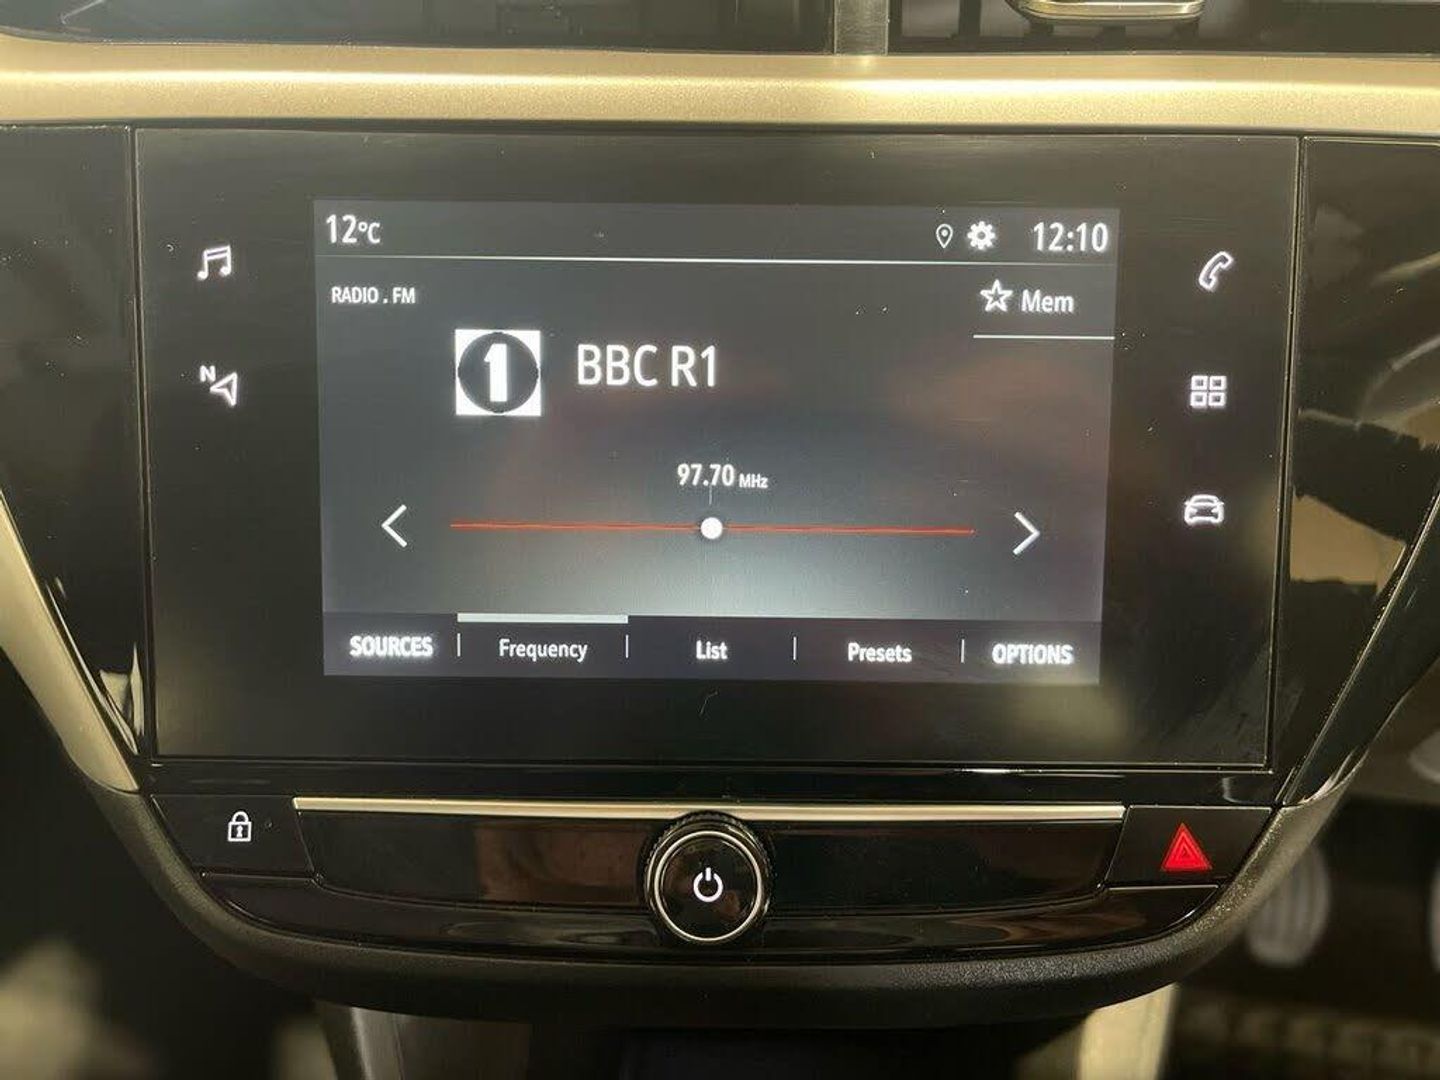 12°C 12:10
RADIO . FM
Mem
1 BBC R1
97.70 MHz
N
SOURCES Frequency List Presets OPTIONS